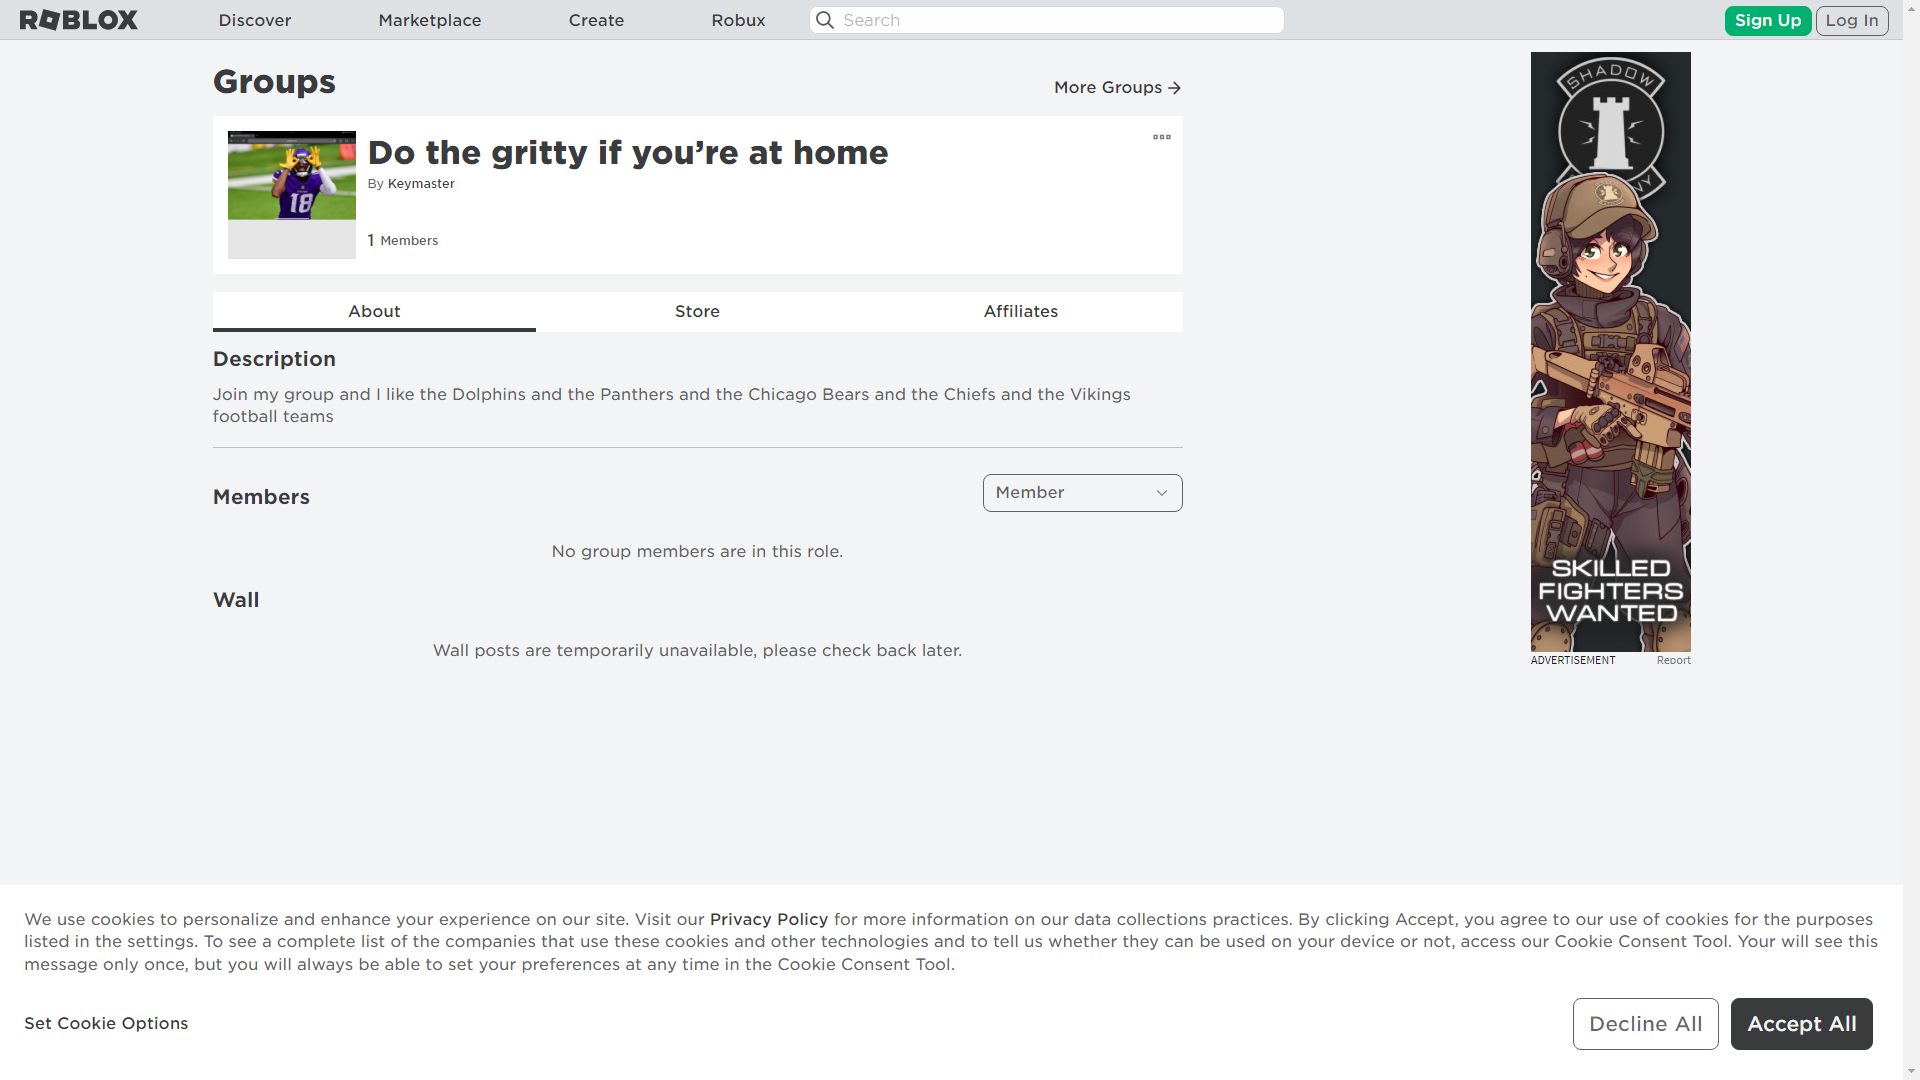 ROBLOX
Discover
Marketplace
Create
Robux
Search
Sign Up
Log In
Groups
More Groups
Do the gritty if you’re at home
By Keymaster
18
1 Members
About
Store
Affiliates
Description
Join my group and I like the Dolphins and the Panthers and the Chicago Bears and the Chiefs and the Vikings
football teams
Members
Member
No group members are in this role.
Wall
Wall posts are temporarily unavailable, please check back later.
SHADOW
SKILLED
FIGHTERS
WANTED
ADVERTISEMENT
Report
We use cookies to personalize and enhance your experience on our site. Visit our Privacy Policy for more information on our data collections practices. By clicking Accept, you agree to our use of cookies for the purposes
listed in the settings. To see a complete list of the companies that use these cookies and other technologies and to tell us whether they can be used on your device or not, access our Cookie Consent Tool. Your will see this
message only once, but you will always be able to set your preferences at any time in the Cookie Consent Tool.
Set Cookie Options
Decline All
Accept All